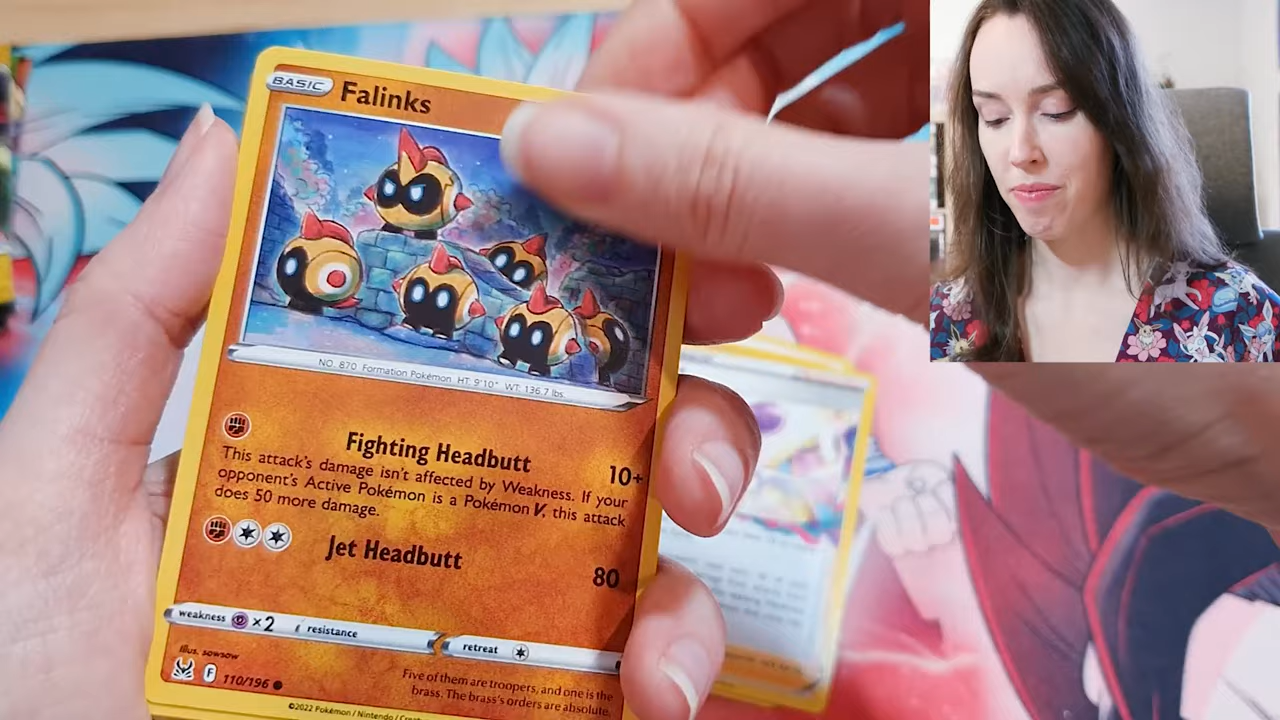 BASIC Falinks
NO. 870 Formation Pokémon HT: 9'10" WT: 136.7 lbs.
Fighting Headbutt 10+
This attack's damage isn't affected by Weakness. If your
opponent's Active Pokémon is a Pokémon V, this attack
does 50 more damage.
Jet Headbutt 80
weakness ×2 resistance retreat
Illus. sowsow
F 110/196
Five of them are troopers, and one is the
brass. The brass's orders are absolute.
©2022 Pokémon / Nintendo /